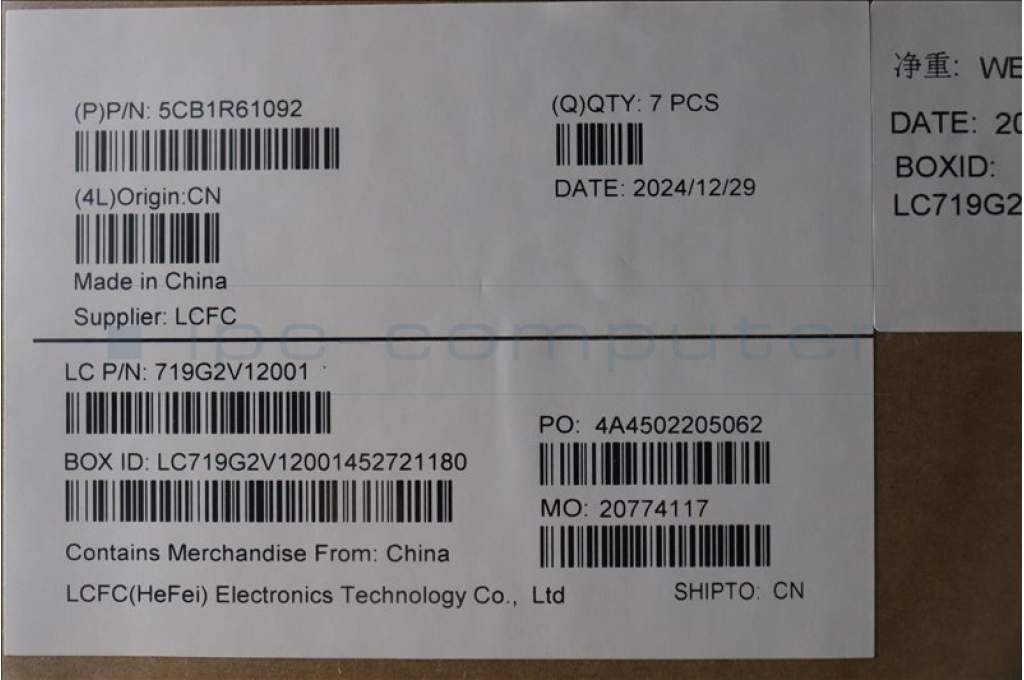 (P)P/N: 5CB1R61092
(Q)QTY: 7 PCS
DATE: 2024/12/29
(4L)Origin:CN
Made in China
Supplier: LCFC
ipc-computer
LC P/N: 719G2V12001
PO: 4A4502205062
BOX ID: LC719G2V12001452721180
MO: 20774117
Contains Merchandise From: China
LCFC(HeFei) Electronics Technology Co., Ltd
SHIPTO: CN
净重: WE
DATE: 20
BOXID:
LC719G2